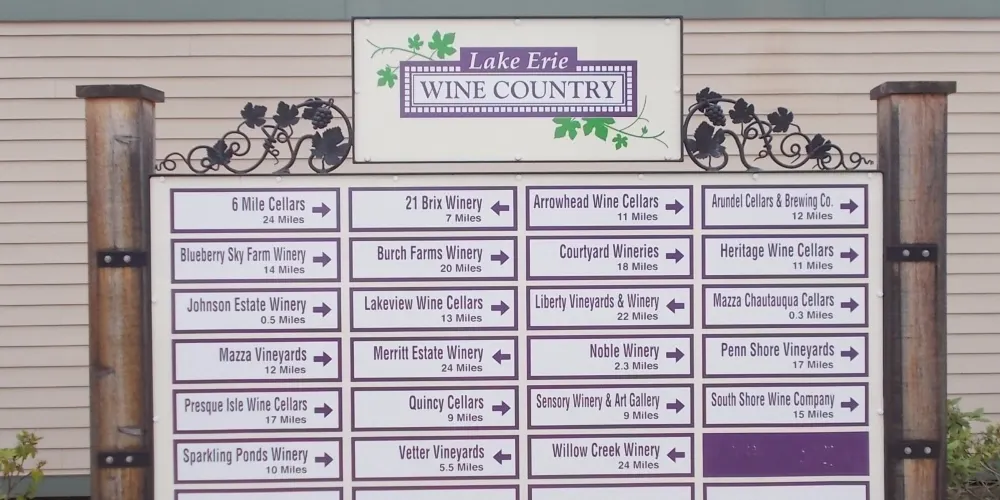 Lake Erie
WINE COUNTRY
6 Mile Cellars
24 Miles
21 Brix Winery
7 Miles
Arrowhead Wine Cellars
11 Miles
Arundel Cellars & Brewing Co.
12 Miles
Blueberry Sky Farm Winery
14 Miles
Burch Farms Winery
20 Miles
Courtyard Wineries
18 Miles
Heritage Wine Cellars
11 Miles
Johnson Estate Winery
0.5 Miles
Lakeview Wine Cellars
13 Miles
Liberty Vineyards & Winery
22 Miles
Mazza Chautauqua Cellars
0.3 Miles
Mazza Vineyards
12 Miles
Merritt Estate Winery
24 Miles
Noble Winery
2.3 Miles
Penn Shore Vineyards
17 Miles
Presque Isle Wine Cellars
17 Miles
Quincy Cellars
9 Miles
Sensory Winery & Art Gallery
9 Miles
South Shore Wine Company
15 Miles
Sparkling Ponds Winery
10 Miles
Vetter Vineyards
5.5 Miles
Willow Creek Winery
24 Miles